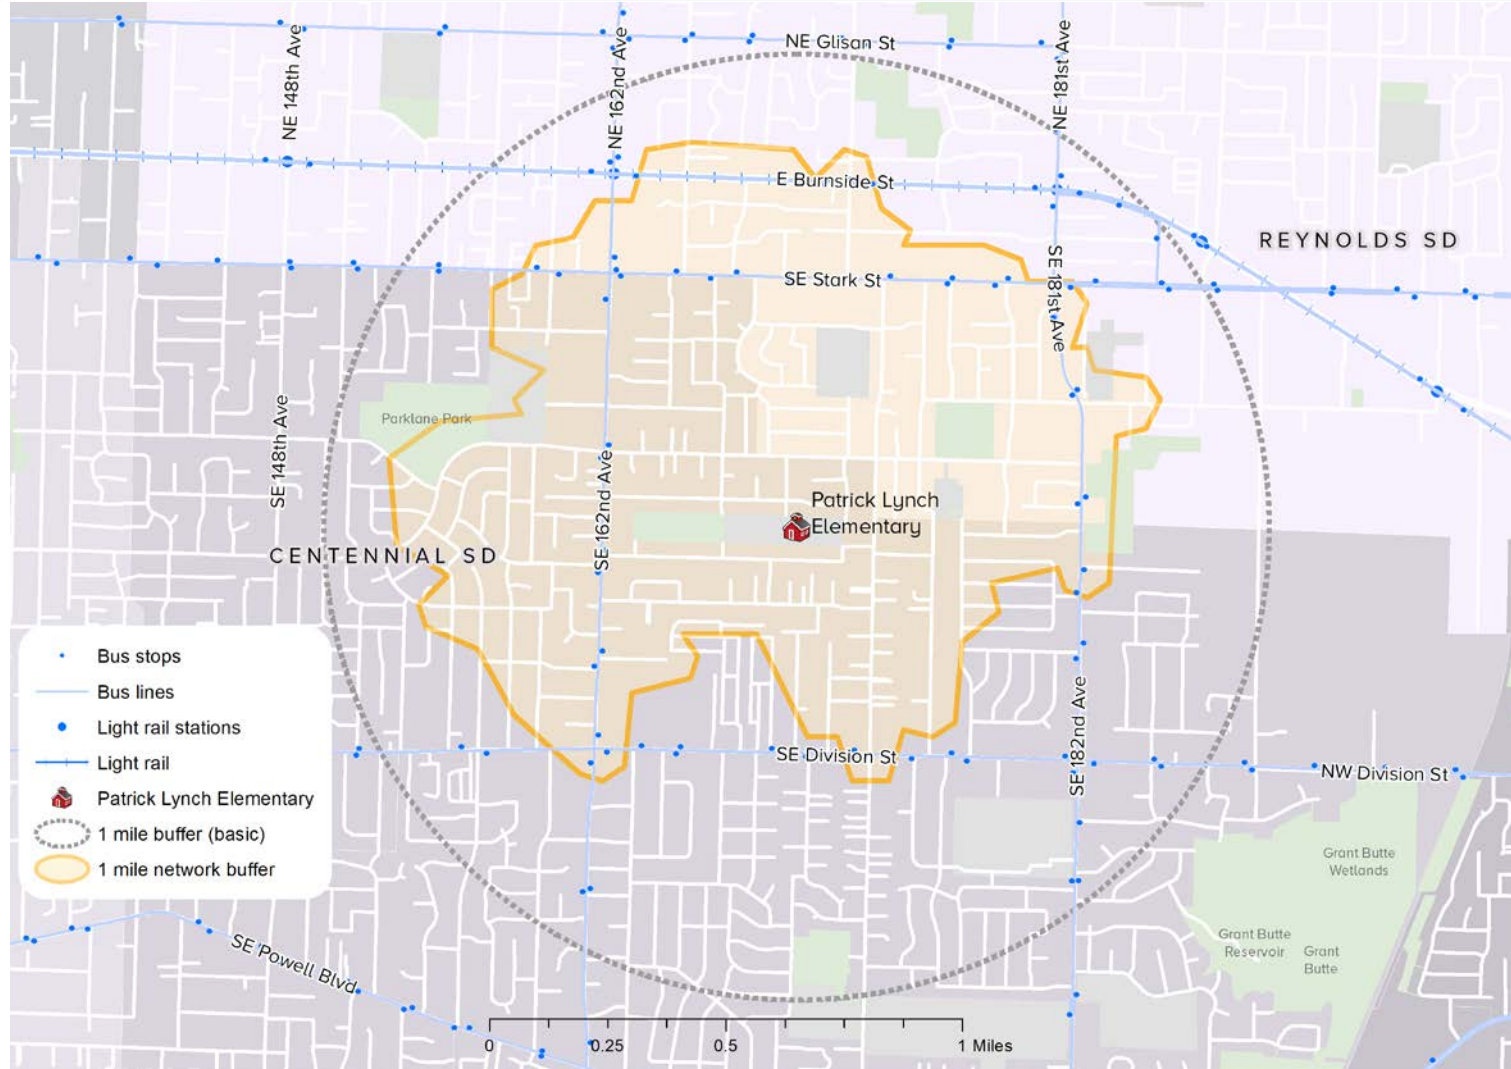 NE Glisan St
NE 148th Ave
NE 162nd Ave
NE 181st Ave
E Burnside St
REYNOLDS SD
SE Stark St
SE 181st Ave
Parklane Park
SE 148th Ave
SE 162nd Ave
Patrick Lynch
Elementary
CENTENNIAL SD
Bus stops
Bus lines
Light rail stations
Light rail
Patrick Lynch Elementary
1 mile buffer (basic)
1 mile network buffer
SE Division St
SE 182nd Ave
NW Division St
Grant Butte
Wetlands
Grant Butte
Reservoir
Grant
Butte
SE Powell Blvd
0 0.25 0.5 1 Miles